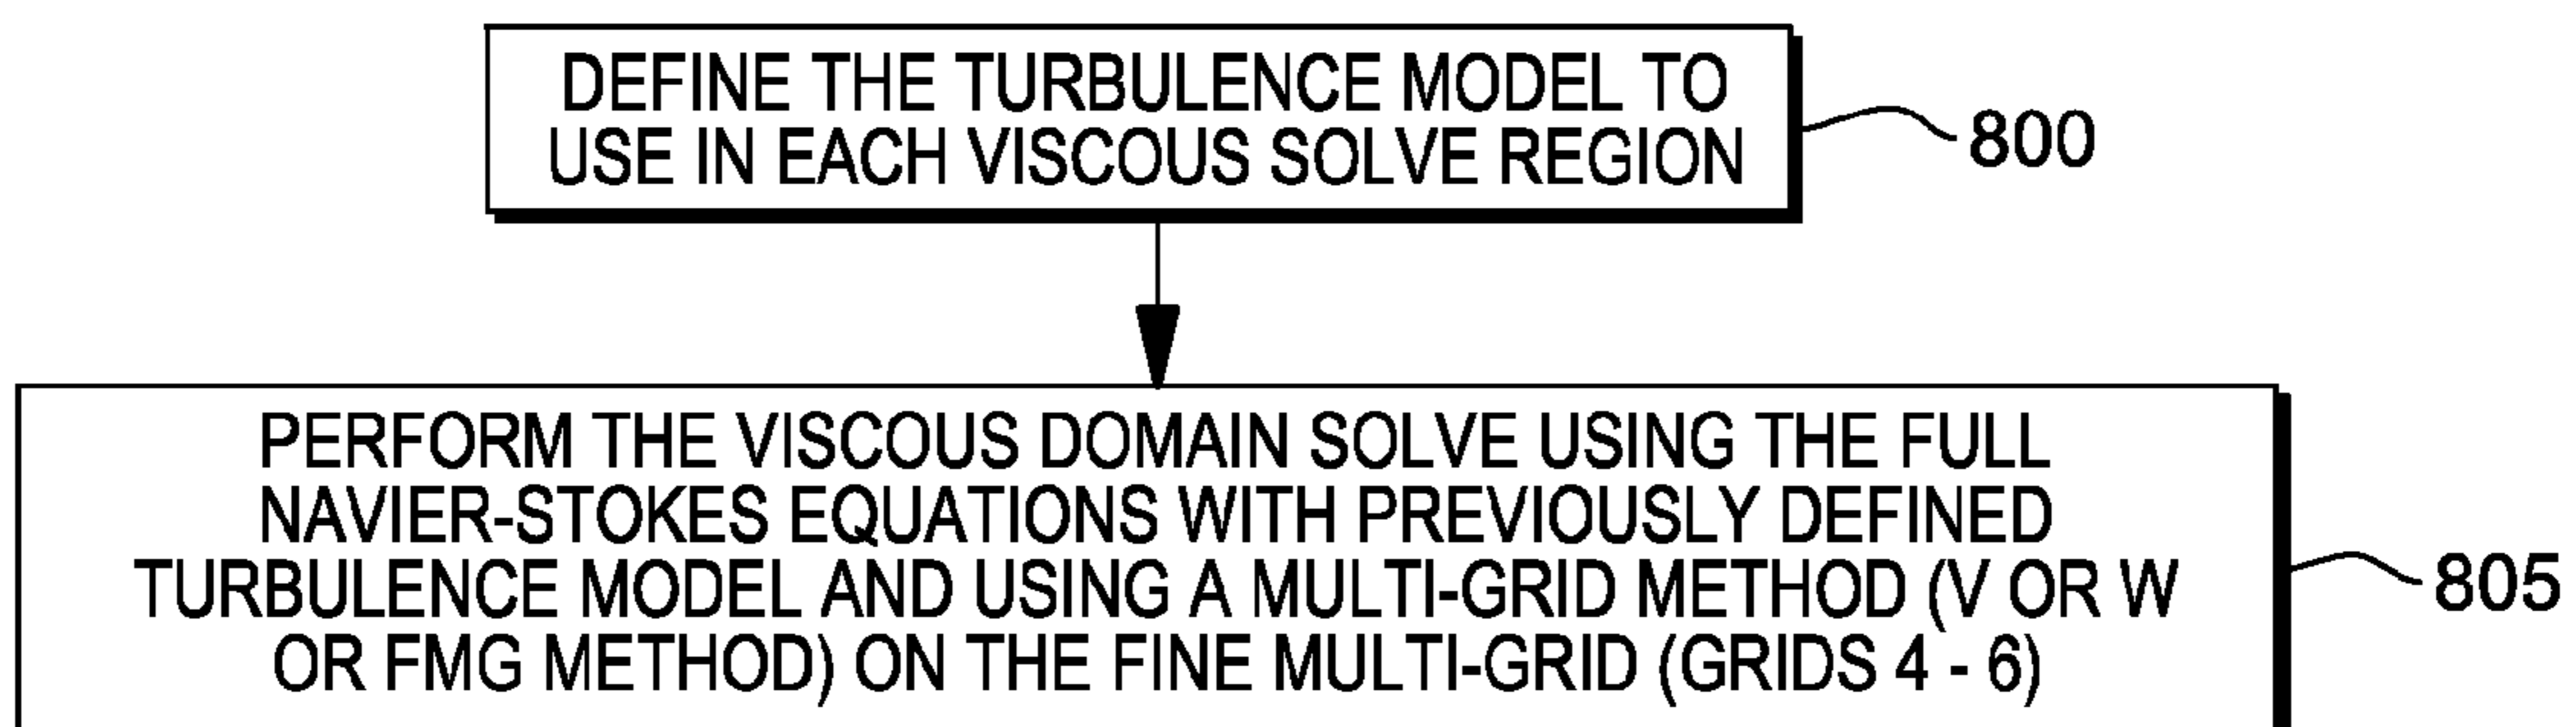 DEFINE THE TURBULENCE MODEL TO
USE IN EACH VISCOUS SOLVE REGION
800
PERFORM THE VISCOUS DOMAIN SOLVE USING THE FULL
NAVIER-STOKES EQUATIONS WITH PREVIOUSLY DEFINED
TURBULENCE MODEL AND USING A MULTI-GRID METHOD (V OR W
OR FMG METHOD) ON THE FINE MULTI-GRID (GRIDS 4 - 6)
805